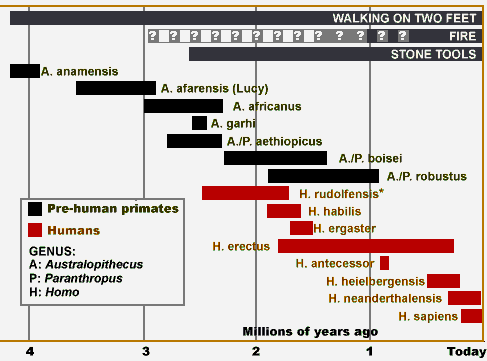 WALKING ON TWO FEET
? ? ? ? ? ? ? ? ? ? ? ? ? FIRE
STONE TOOLS
A. anamensis
A. afarensis (Lucy)
A. africanus
A. garhi
A./P. aethiopicus
A./P. boisei
A./P. robustus
H. rudolfensis*
H. habilis
H. ergaster
H. erectus
H. antecessor
H. heielbergensis
H. neanderthalensis
H. sapiens
Pre-human primates
Humans
GENUS:
A: Australopithecus
P: Paranthropus
H: Homo
Millions of years ago
4 3 2 1 Today